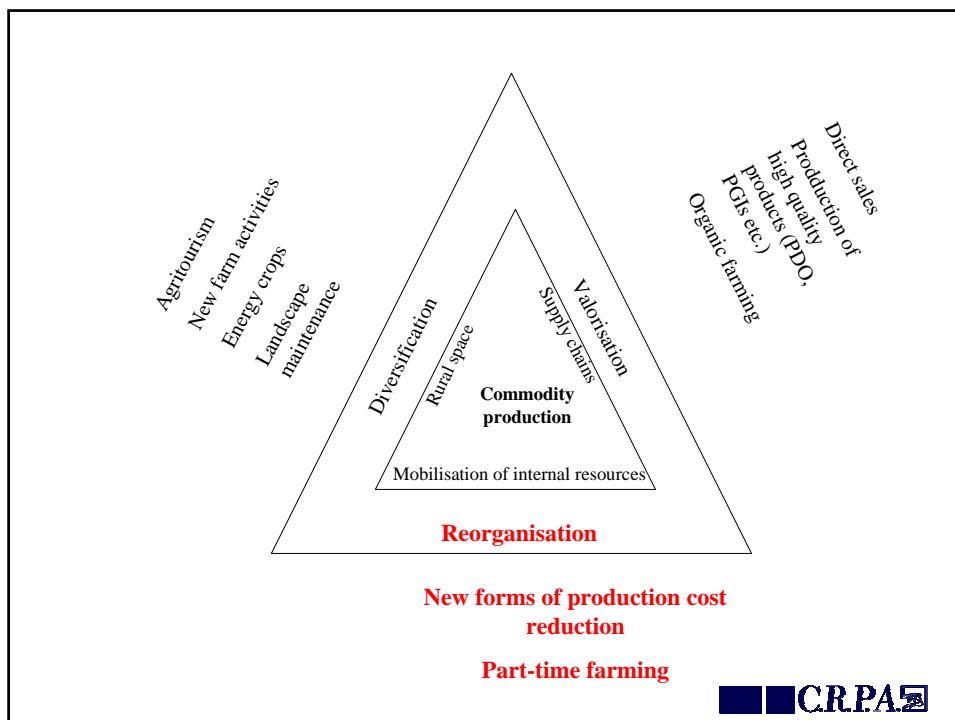 Agritourism
New farm activities
Energy crops
Landscape
maintenance
Diversification
Rural space
Commodity
production
Supply chains
Valorisation
Direct sales
Prodduction of
high quality
products (PDO,
PGIs etc.)
Organic farming
Mobilisation of internal resources
Reorganisation
New forms of production cost
reduction
Part-time farming
C.R.P.A.